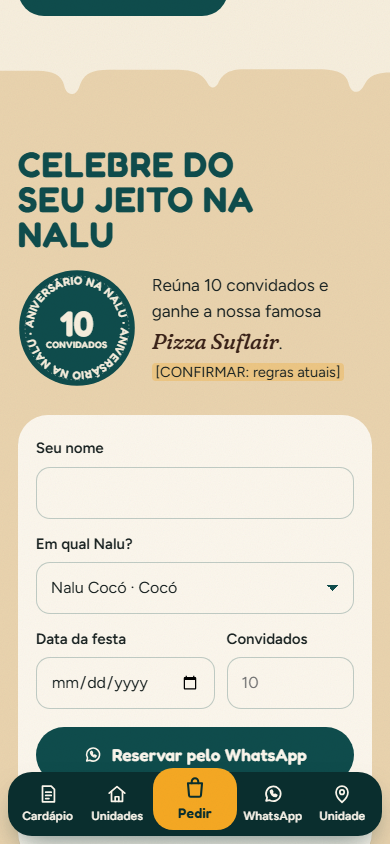 CELEBRE DO
SEU JEITO NA
NALU
ANIVERSÁRIO NA NALU · ANIVERSÁRIO NA NALU ·
10
CONVIDADOS
Reúna 10 convidados e
ganhe a nossa famosa
Pizza Suflair.
[CONFIRMAR: regras atuais]
Seu nome
Em qual Nalu?
Nalu Cocó · Cocó
Data da festa
Convidados
mm/dd/yyyy
10
Reservar pelo WhatsApp
Cardápio
Unidades
Pedir
WhatsApp
Unidade